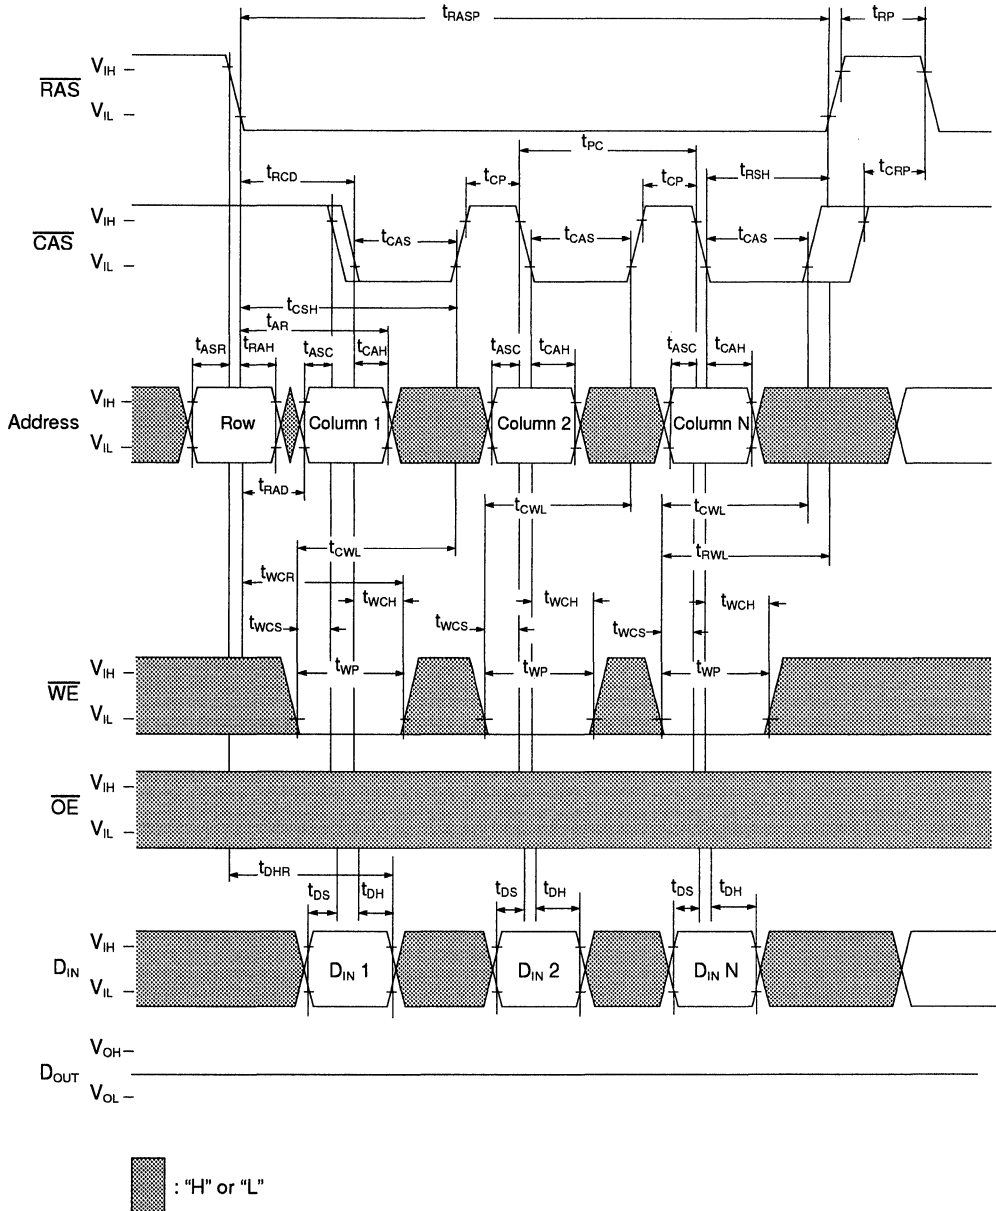 tRASP
tRP
VIH
RAS
VIL
tPC
tRCD
tCP
tCP
tRSH
tCRP
VIH
CAS
tCAS
tCAS
tCAS
VIL
tCSH
tAR
tASR
tRAH
tASC
tCAH
tASC
tCAH
tASC
tCAH
VIH
Address
Row
Column 1
Column 2
Column N
VIL
tRAD
tCWL
tCWL
tCWL
tRWL
tWCR
tWCH
tWCH
tWCH
tWCS
tWCS
tWCS
VIH
WE
tWP
tWP
tWP
VIL
VIH
OE
VIL
tDHR
tDS
tDH
tDS
tDH
tDS
tDH
VIH
DIN
DIN 1
DIN 2
DIN N
VIL
VOH
DOUT
VOL
: “H” or “L”